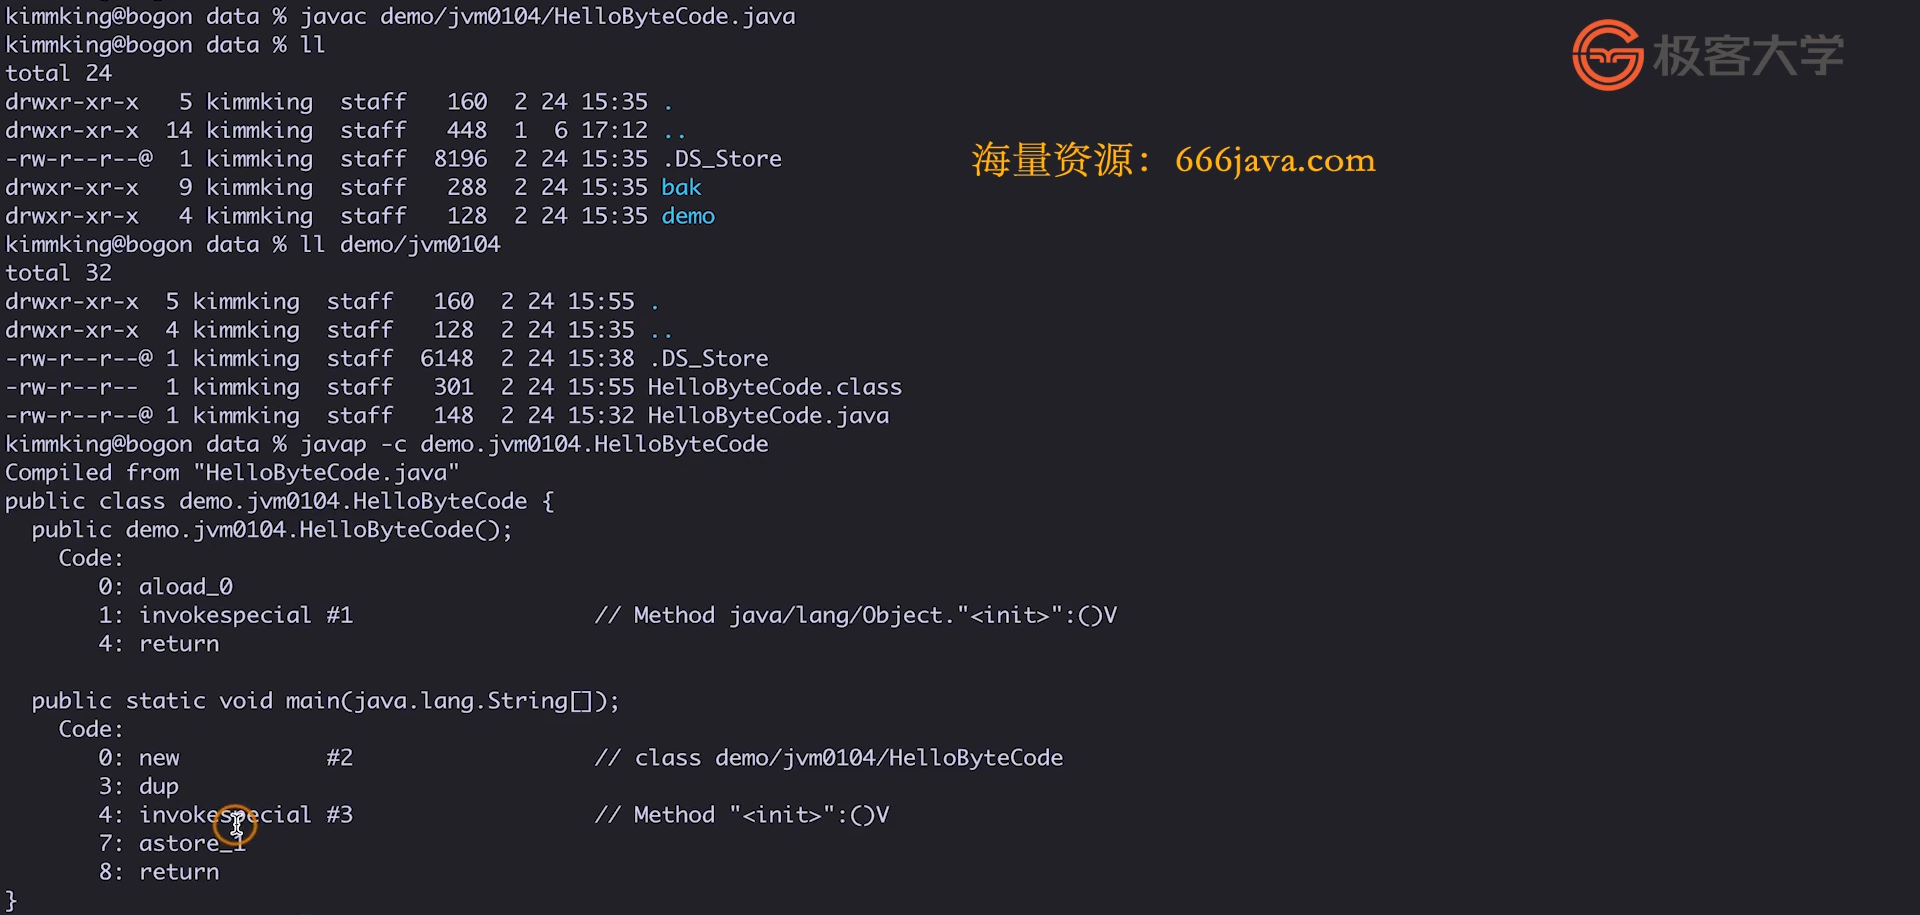 kimmking@bogon data % javac demo/jvm0104/HelloByteCode.java
极客大学
kimmking@bogon data % ll
total 24
drwxr-xr-x   5 kimmking  staff   160  2 24 15:35 .
drwxr-xr-x  14 kimmking  staff   448  1  6 17:12 ..
-rw-r--r--@  1 kimmking  staff  8196  2 24 15:35 .DS_Store
海量资源：666java.com
drwxr-xr-x   9 kimmking  staff   288  2 24 15:35 bak
drwxr-xr-x   4 kimmking  staff   128  2 24 15:35 demo
kimmking@bogon data % ll demo/jvm0104
total 32
drwxr-xr-x  5 kimmking  staff   160  2 24 15:55 .
drwxr-xr-x  4 kimmking  staff   128  2 24 15:35 ..
-rw-r--r--@ 1 kimmking  staff  6148  2 24 15:38 .DS_Store
-rw-r--r--  1 kimmking  staff   301  2 24 15:55 HelloByteCode.class
-rw-r--r--@ 1 kimmking  staff   148  2 24 15:32 HelloByteCode.java
kimmking@bogon data % javap -c demo.jvm0104.HelloByteCode
Compiled from "HelloByteCode.java"
public class demo.jvm0104.HelloByteCode {
  public demo.jvm0104.HelloByteCode();
    Code:
       0: aload_0
       1: invokespecial #1                  // Method java/lang/Object."<init>":()V
       4: return
  public static void main(java.lang.String[]);
    Code:
       0: new           #2                  // class demo/jvm0104/HelloByteCode
       3: dup
       4: invokespecial #3                  // Method "<init>":()V
       7: astore_1
       8: return
}